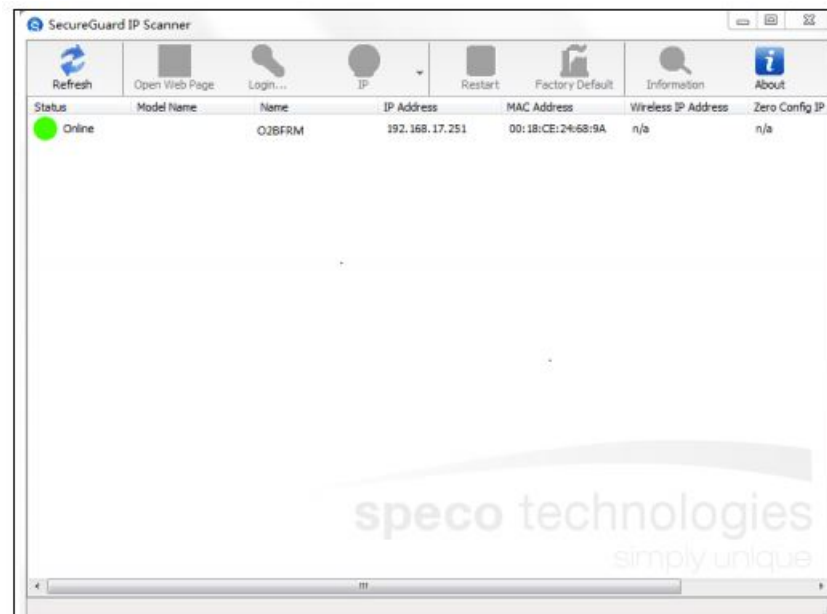 SecureGuard IP Scanner
Refresh Open Web Page Login... IP Restart Factory Default Information About
Status Model Name Name IP Address MAC Address Wireless IP Address Zero Config IP
Online O2BFRM 192.168.17.251 00:18:CE:24:68:9A n/a n/a
speco technologies
simply unique